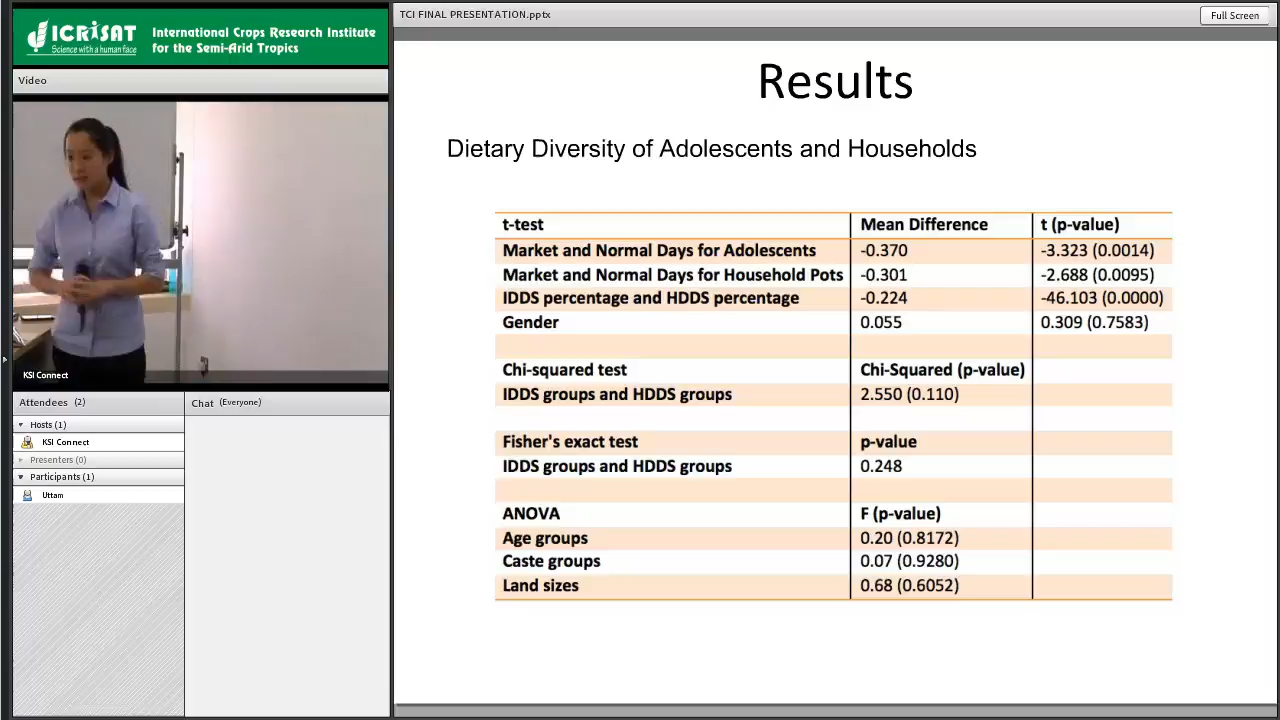 ICRISAT
Science with a human face
International Crops Research Institute
for the Semi-Arid Tropics
Video
KSI Connect
Attendees (2)
Hosts (1)
KSI Connect
Presenters (0)
Participants (1)
Uttam
Chat (Everyone)
TCI FINAL PRESENTATION.pptx
Full Screen
Results
Dietary Diversity of Adolescents and Households
t-test Mean Difference t (p-value)
Market and Normal Days for Adolescents -0.370 -3.323 (0.0014)
Market and Normal Days for Household Pots -0.301 -2.688 (0.0095)
IDDS percentage and HDDS percentage -0.224 -46.103 (0.0000)
Gender 0.055 0.309 (0.7583)
Chi-squared test Chi-Squared (p-value)
IDDS groups and HDDS groups 2.550 (0.110)
Fisher's exact test p-value
IDDS groups and HDDS groups 0.248
ANOVA F (p-value)
Age groups 0.20 (0.8172)
Caste groups 0.07 (0.9280)
Land sizes 0.68 (0.6052)